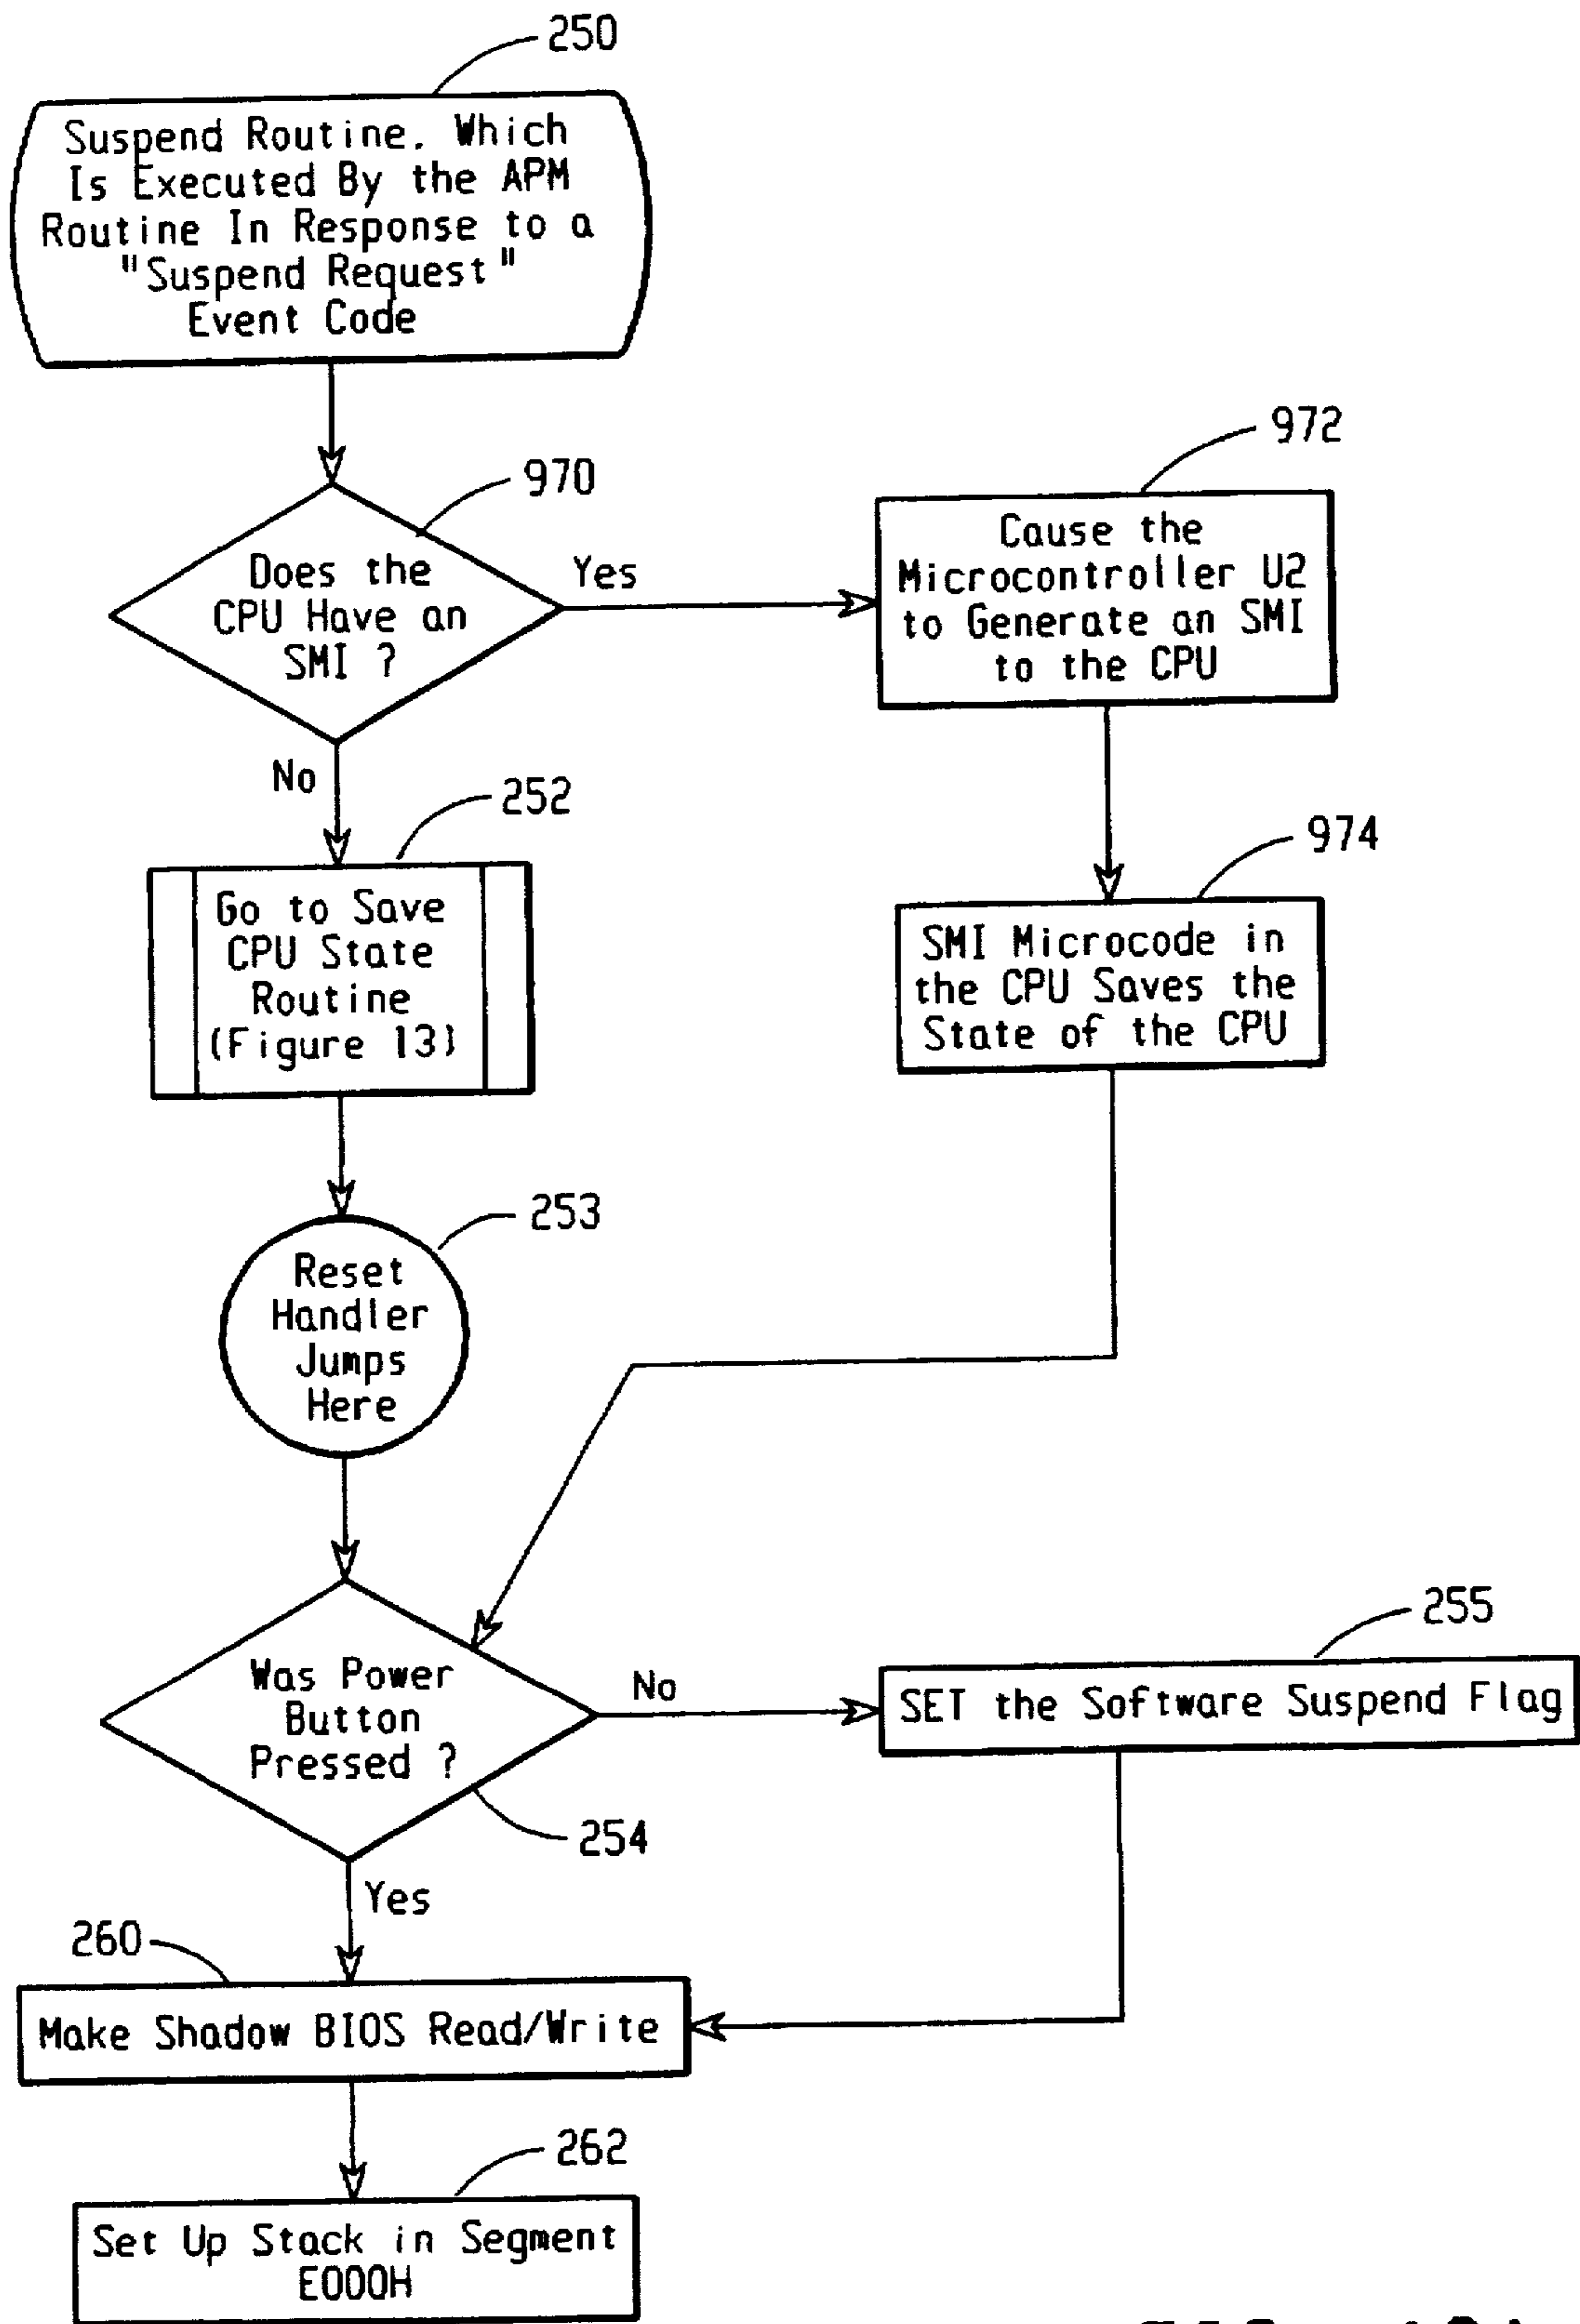 250
Suspend Routine, Which
Is Executed By the APM
Routine In Response to a
"Suspend Request"
Event Code
970
Does the
CPU Have an
SMI ?
Yes
No
972
Cause the
Microcontroller U2
to Generate an SMI
to the CPU
252
Go to Save
CPU State
Routine
(Figure 13)
974
SMI Microcode in
the CPU Saves the
State of the CPU
253
Reset
Handler
Jumps
Here
Was Power
Button
Pressed ?
No
254
Yes
255
SET the Software Suspend Flag
260
Make Shadow BIOS Read/Write
262
Set Up Stack in Segment
E000H